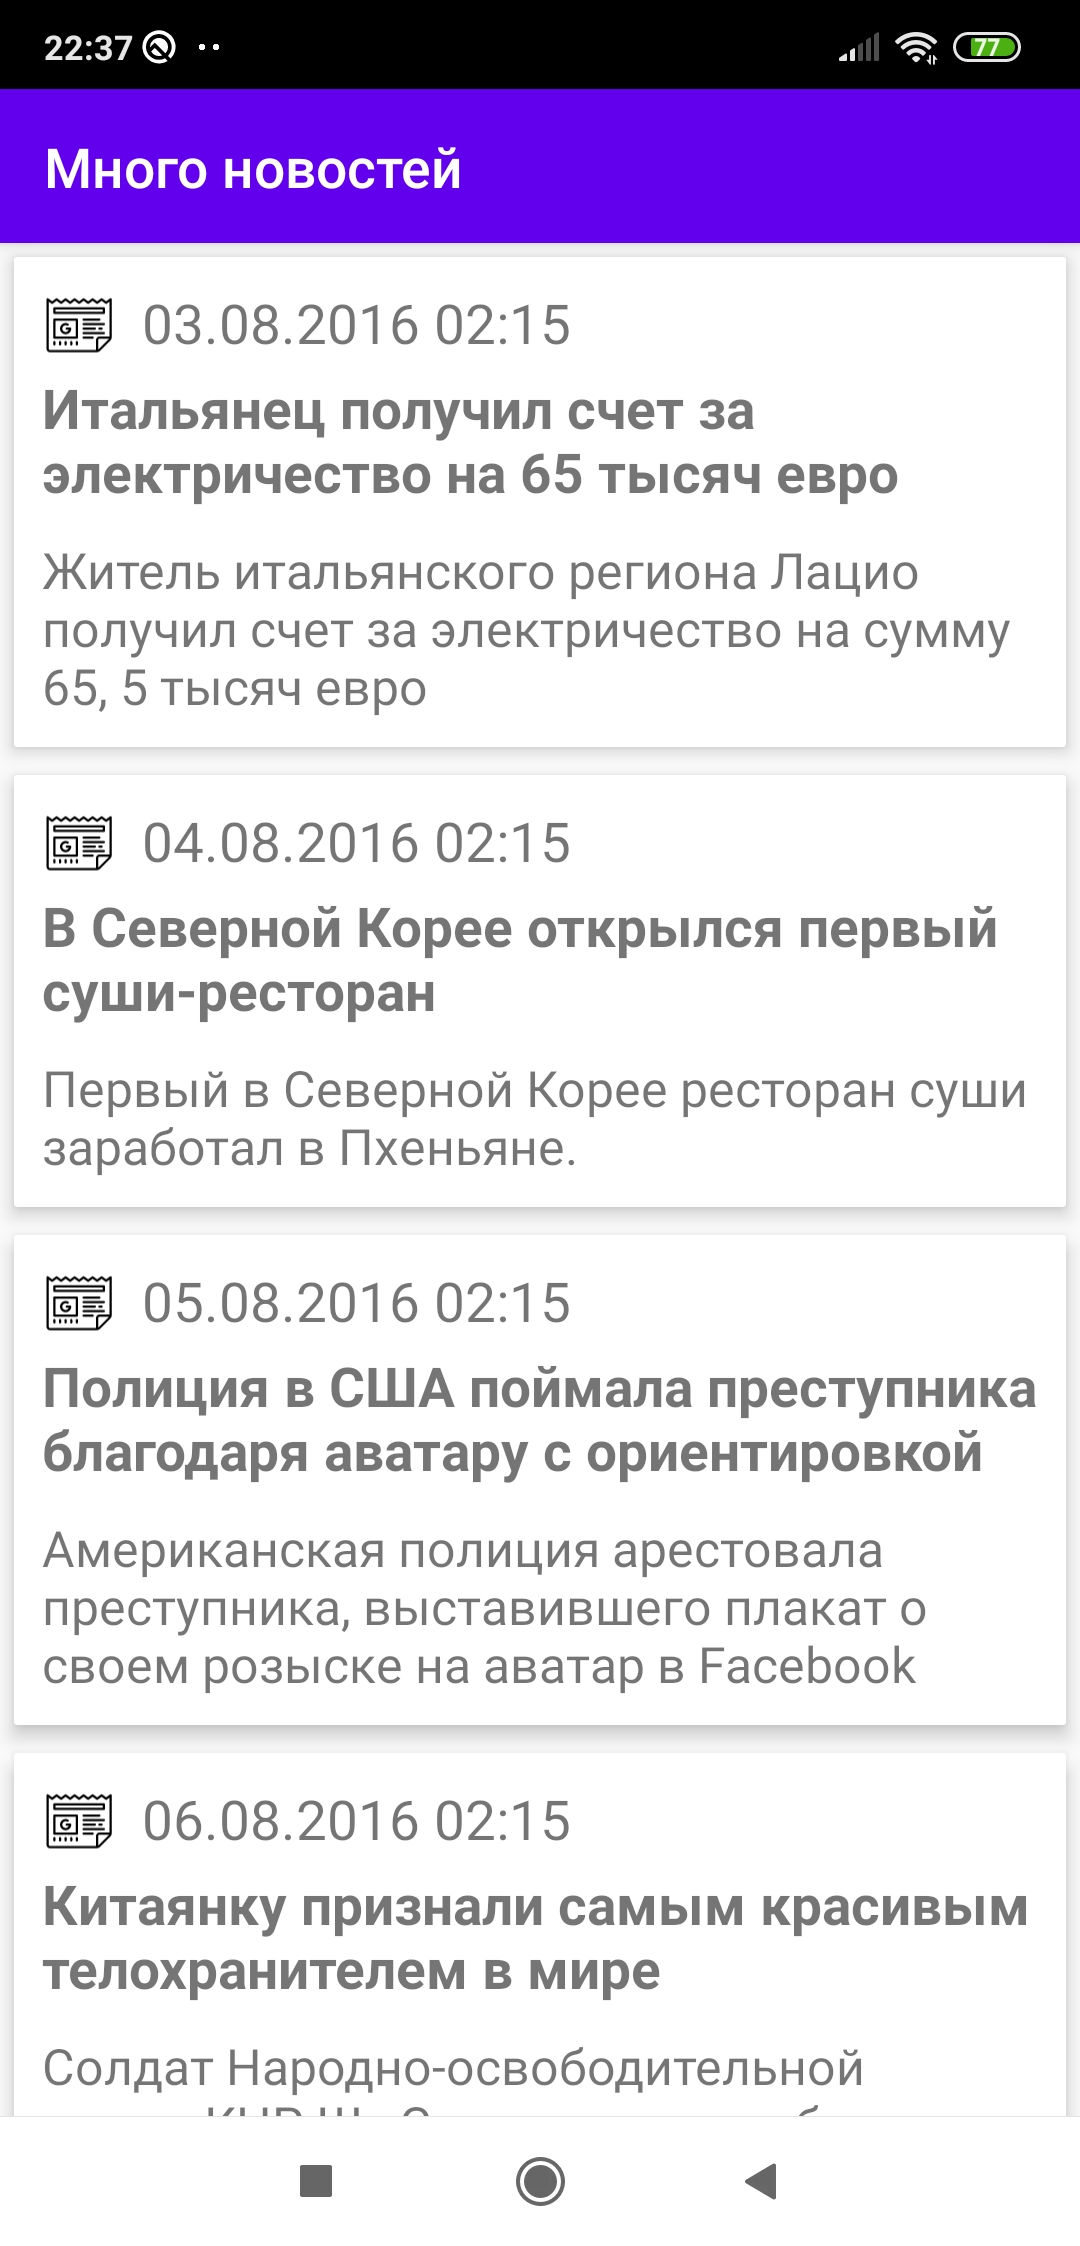 22:37
77
Много новостей
03.08.2016 02:15
Итальянец получил счет за
электричество на 65 тысяч евро
Житель итальянского региона Лацио
получил счет за электричество на сумму
65, 5 тысяч евро
04.08.2016 02:15
В Северной Корее открылся первый
суши-ресторан
Первый в Северной Корее ресторан суши
заработал в Пхеньяне.
05.08.2016 02:15
Полиция в США поймала преступника
благодаря аватару с ориентировкой
Американская полиция арестовала
преступника, выставившего плакат о
своем розыске на аватар в Facebook
06.08.2016 02:15
Китаянку признали самым красивым
телохранителем в мире
Солдат Народно-освободительной